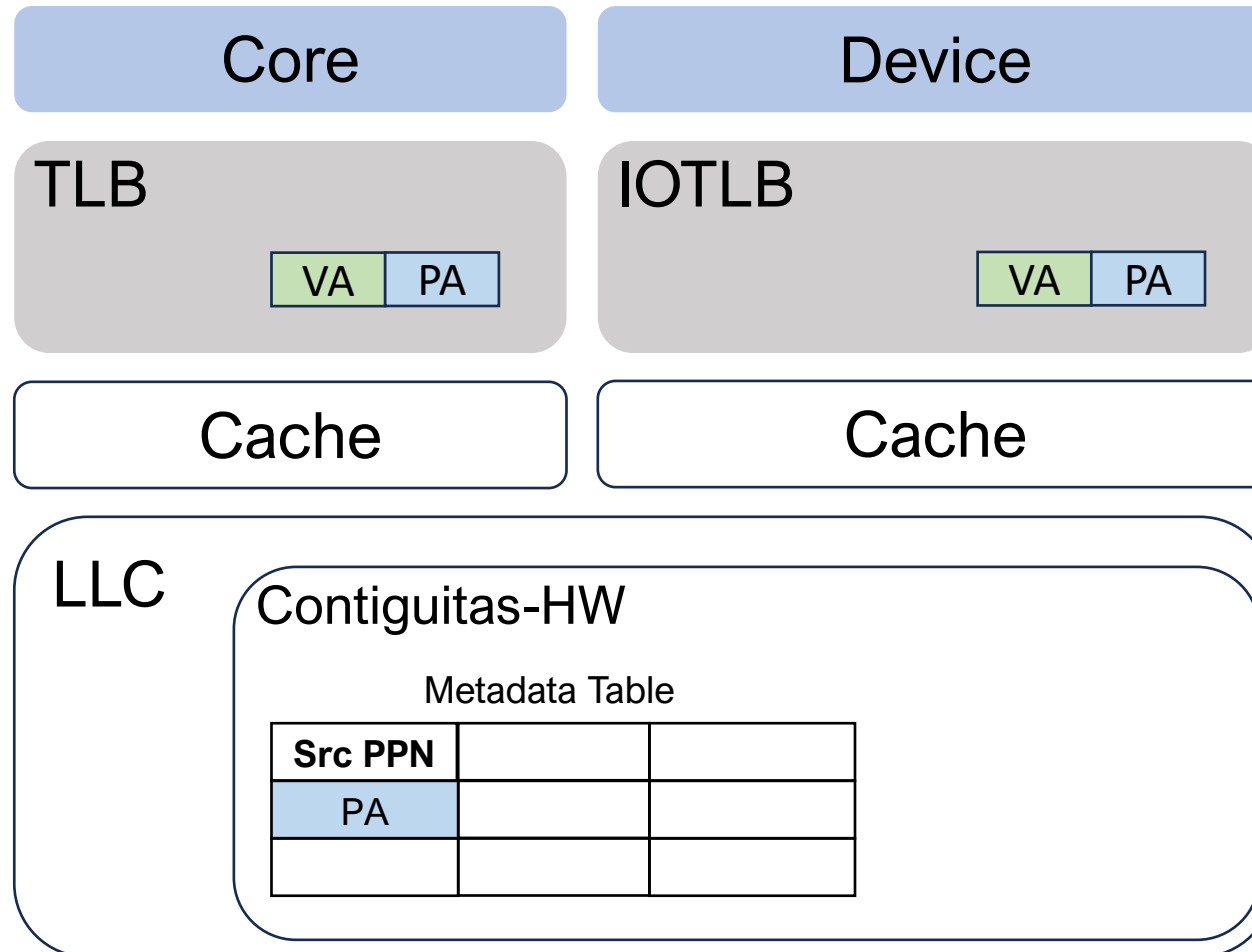 Core
Device
TLB
IOTLB
VA PA
VA PA
Cache
Cache
LLC
Contiguitas-HW
Metadata Table
Src PPN
PA